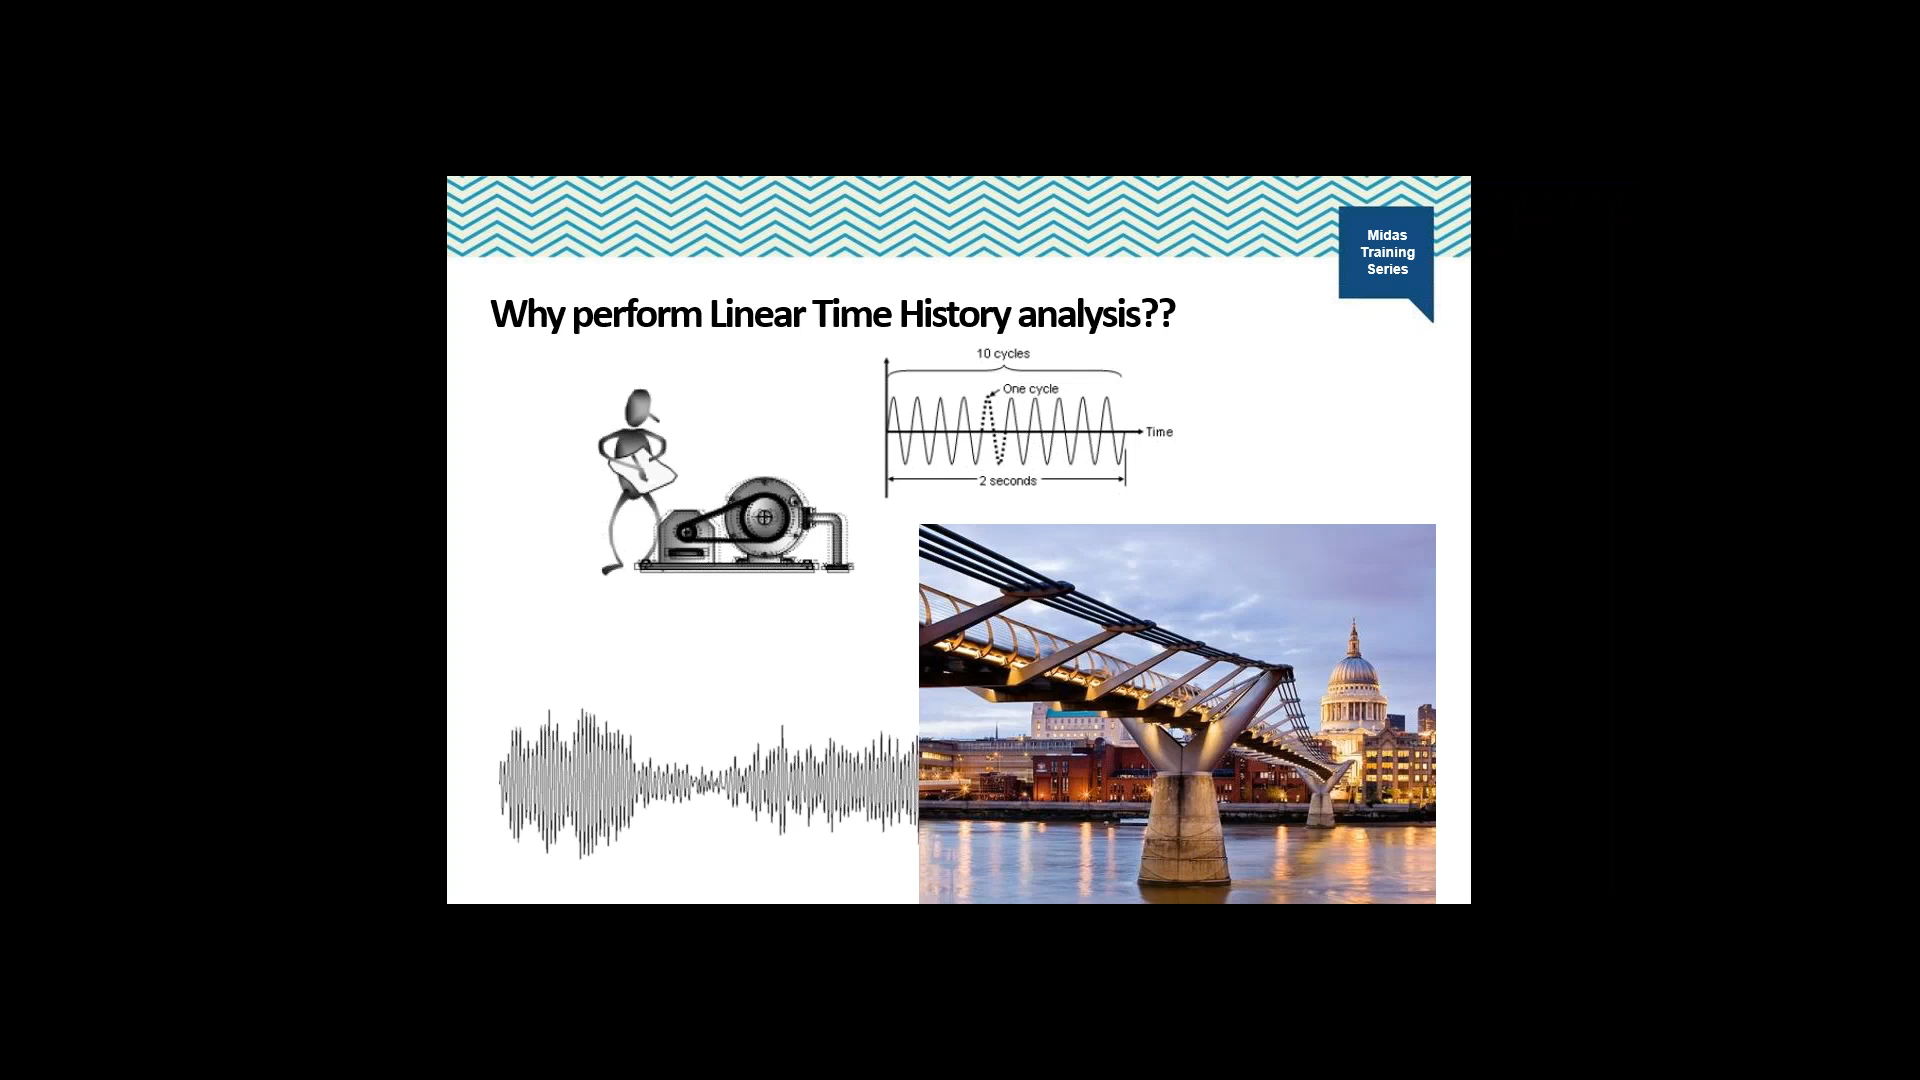 Midas
Training
Series
Why perform Linear Time History analysis??
10 cycles
One cycle
Time
2 seconds